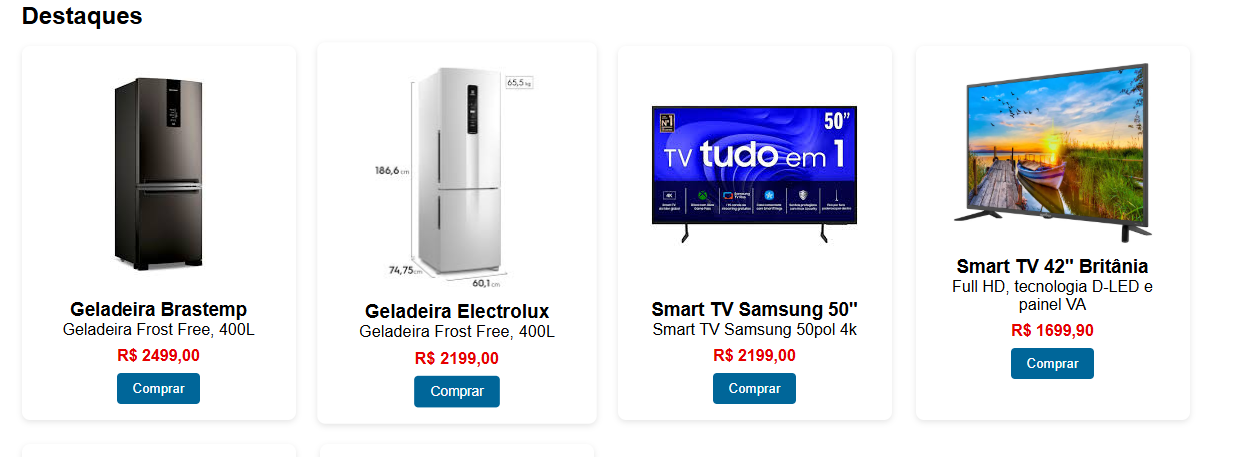 Destaques
Geladeira Brastemp
Geladeira Frost Free, 400L
R$ 2499,00
Comprar
65,5 kg
186,6 cm
74,75 cm
60,1 cm
Geladeira Electrolux
Geladeira Frost Free, 400L
R$ 2199,00
Comprar
Nº1
50”
TV tudo em 1
4K
Samsung
Smart TV Samsung 50"
Smart TV Samsung 50pol 4k
R$ 2199,00
Comprar
Smart TV 42" Britânia
Full HD, tecnologia D-LED e
painel VA
R$ 1699,90
Comprar